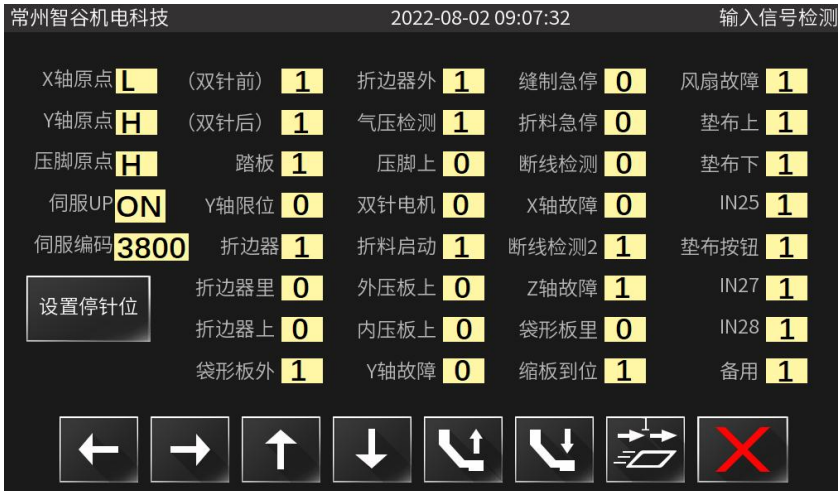 常州智谷机电科技 2022-08-02 09:07:32 输入信号检测
X轴原点 L （双针前） 1 折边器外 1 缝制急停 0 风扇故障 1
Y轴原点 H （双针后） 1 气压检测 1 折料急停 0 垫布上 1
压脚原点 H 踏板 1 压脚上 0 断线检测 0 垫布下 1
伺服UP ON Y轴限位 0 双针电机 0 X轴故障 0 IN25 1
伺服编码 3800 折边器 1 折料启动 1 断线检测2 1 垫布按钮 1
设置停针位 折边器里 0 外压板上 0 Z轴故障 1 IN27 1
折边器上 0 内压板上 0 袋形板里 0 IN28 1
袋形板外 1 Y轴故障 0 缩板到位 1 备用 1